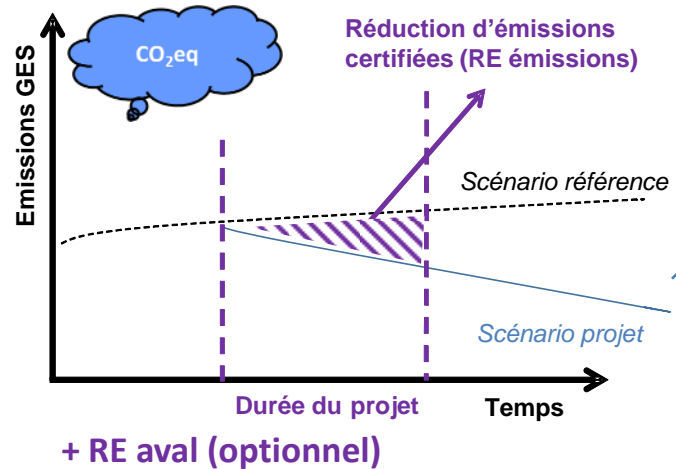 CO₂eq
Réduction d'émissions
certifiées (RE émissions)
Emissions GES
Scénario référence
Scénario projet
Durée du projet
Temps
+ RE aval (optionnel)